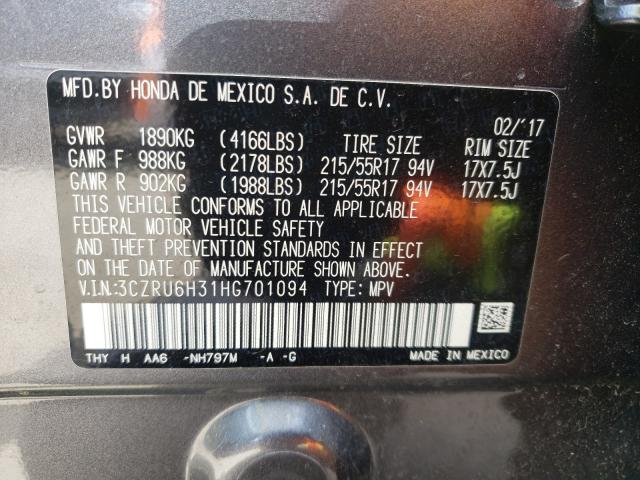 MFD.BY HONDA DE MEXICO S.A. DE C.V.
02/'17
GVWR 1890KG (4166LBS) TIRE SIZE RIM SIZE
GAWR F 988KG (2178LBS) 215/55R17 94V 17X7.5J
GAWR R 902KG (1988LBS) 215/55R17 94V 17X7.5J
THIS VEHICLE CONFORMS TO ALL APPLICABLE
FEDERAL MOTOR VEHICLE SAFETY
AND THEFT PREVENTION STANDARDS IN EFFECT
ON THE DATE OF MANUFACTURE SHOWN ABOVE.
V.I.N.:3CZRU6H31HG701094 TYPE: MPV
THY H AA6 -NH797M -A -G MADE IN MEXICO